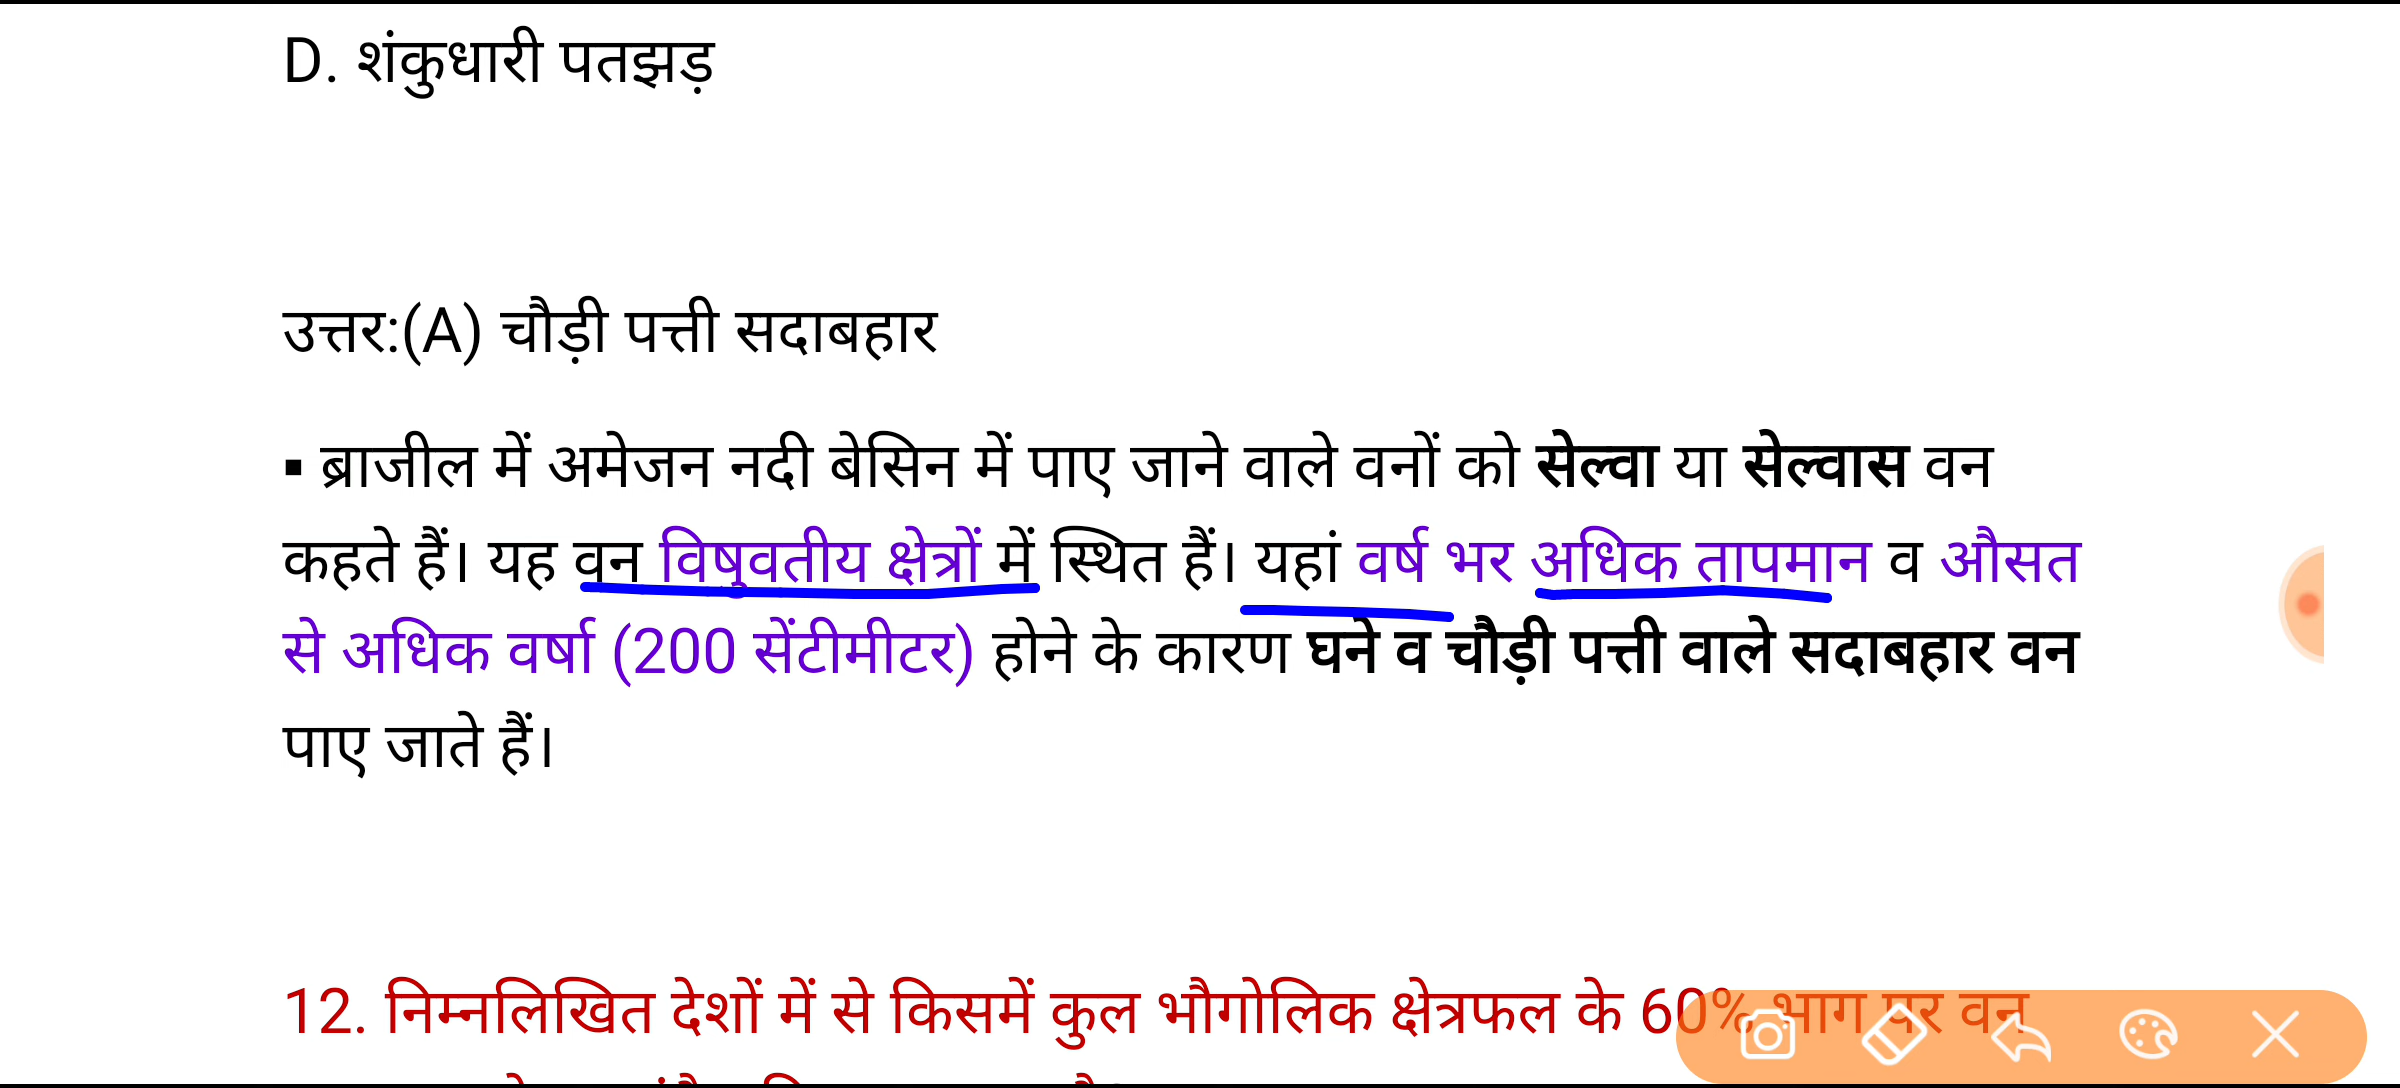 D. शंकुधारी पतझड़
उत्तर:(A) चौड़ी पत्ती सदाबहार
▪ ब्राजील में अमेजन नदी बेसिन में पाए जाने वाले वनों को सेल्वा या सेल्वास वन
कहते हैं। यह वन विषुवतीय क्षेत्रों में स्थित हैं। यहां वर्ष भर अधिक तापमान व औसत
से अधिक वर्षा (200 सेंटीमीटर) होने के कारण घने व चौड़ी पत्ती वाले सदाबहार वन
पाए जाते हैं।
12. निम्नलिखित देशों में से किसमें कुल भौगोलिक क्षेत्रफल के 60% भाग पर वन